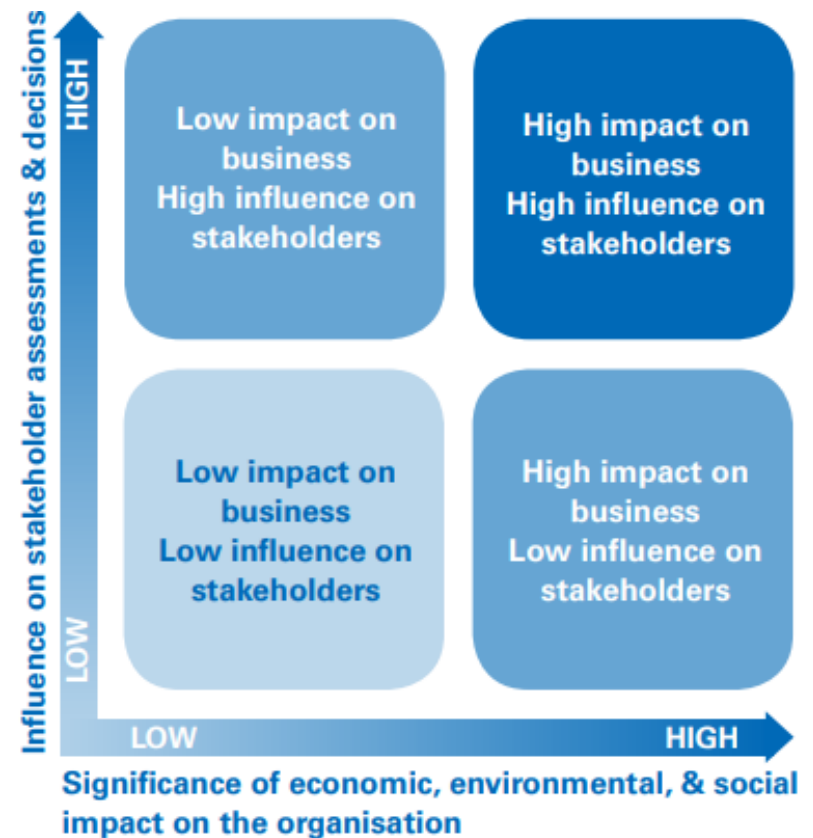 Influence on stakeholder assessments & decisions
HIGH
LOW
Low impact on
business
High influence on
stakeholders
High impact on
business
High influence on
stakeholders
Low impact on
business
Low influence on
stakeholders
High impact on
business
Low influence on
stakeholders
LOW
HIGH
Significance of economic, environmental, & social
impact on the organisation